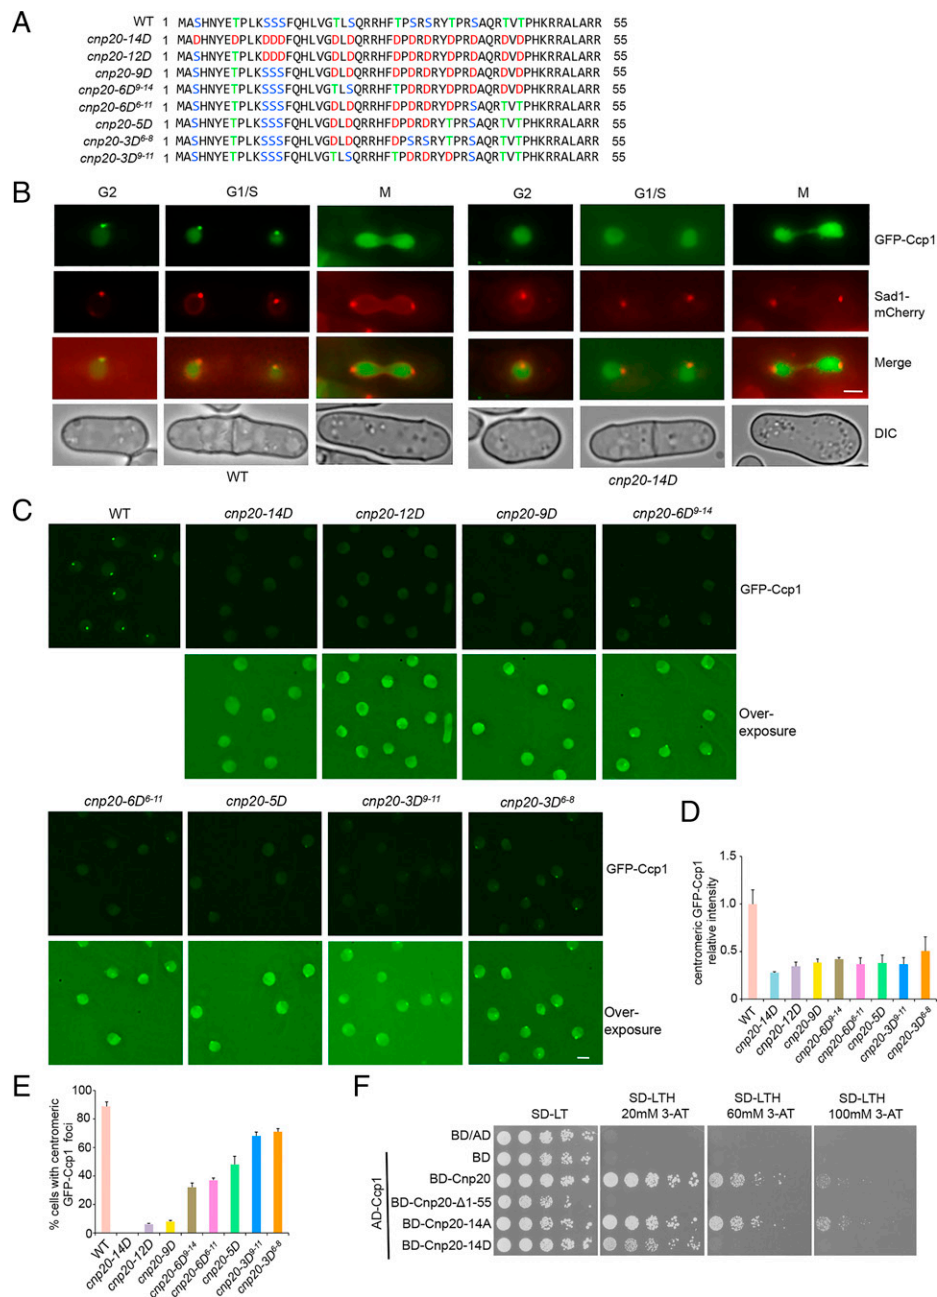 A
WT 1 MASHNYETPLKSSSFQHLVGTLSQRRHFTPSRSRYTPRSAQRTVTPHKRRALARR 55
cnp20-14D 1 MADHNYEDPLKDDDFQHLVGDLDQRRHFDPDRDRYDPRDAQRDVDPHKRRALARR 55
cnp20-12D 1 MASHNYETPLKDDDFQHLVGDLDQRRHFDPDRDRYDPRDAQRDVDPHKRRALARR 55
cnp20-9D 1 MASHNYETPLKSSSFQHLVGDLDQRRHFDPDRDRYDPRDAQRDVDPHKRRALARR 55
cnp20-6D9-14 1 MASHNYETPLKSSSFQHLVGTLSQRRHFTPDRDRYDPRDAQRDVDPHKRRALARR 55
cnp20-6D6-11 1 MASHNYETPLKSSSFQHLVGDLDQRRHFDPDRDRYDPRSAQRTVTPHKRRALARR 55
cnp20-5D 1 MASHNYETPLKSSSFQHLVGDLDQRRHFDPDRDRYTPRSAQRTVTPHKRRALARR 55
cnp20-3D6-8 1 MASHNYETPLKSSSFQHLVGDLDQRRHFDPSRSRYTPRSAQRTVTPHKRRALARR 55
cnp20-3D9-11 1 MASHNYETPLKSSSFQHLVGTLSQRRHFTPDRDRYDPRSAQRTVTPHKRRALARR 55
B
G2 G1/S M G2 G1/S M
GFP-Ccp1
Sad1-
mCherry
Merge
DIC
WT cnp20-14D
C
WT cnp20-14D cnp20-12D cnp20-9D cnp20-6D9-14
GFP-Ccp1
Over-
exposure
cnp20-6D6-11 cnp20-5D cnp20-3D9-11 cnp20-3D6-8
GFP-Ccp1
Over-
exposure
D
centromeric GFP-Ccp1
relative intensity
1.5
1.0
0.5
0
WT cnp20-14D cnp20-12D cnp20-9D cnp20-6D9-14 cnp20-6D6-11 cnp20-5D cnp20-3D9-11 cnp20-3D6-8
E
% cells with centromeric
GFP-Ccp1 foci
100
80
60
40
20
0
WT cnp20-14D cnp20-12D cnp20-9D cnp20-6D9-14 cnp20-6D6-11 cnp20-5D cnp20-3D9-11 cnp20-3D6-8
F
SD-LT
SD-LTH
20mM 3-AT
SD-LTH
60mM 3-AT
SD-LTH
100mM 3-AT
AD-Ccp1
BD/AD
BD
BD-Cnp20
BD-Cnp20-Δ1-55
BD-Cnp20-14A
BD-Cnp20-14D